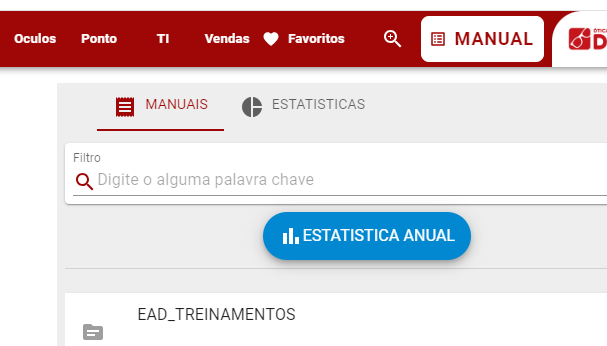 Oculos Ponto TI Vendas Favoritos MANUAL
MANUAIS ESTATISTICAS
Filtro
Digite o alguma palavra chave
ESTATISTICA ANUAL
EAD_TREINAMENTOS